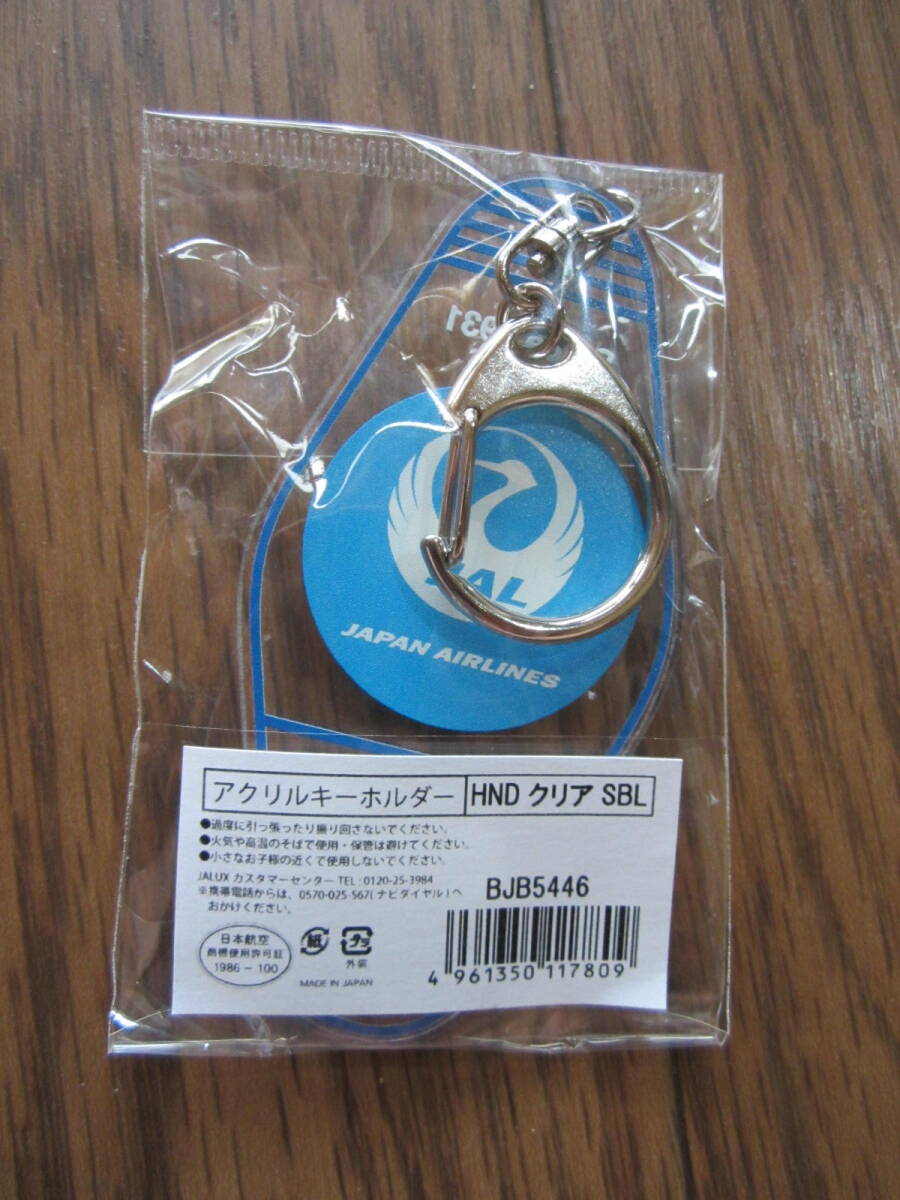 931
JAL
JAPAN AIRLINES
アクリルキーホルダー HND クリア SBL
●過度に引っ張ったり振り回さないでください。
●火気や高温のそばで使用・保管は避けてください。
●小さなお子様の近くで使用しないでください。
JALUX カスタマーセンター TEL:0120-25-3984
※携帯電話からは、0570-025-567(ナビダイヤル)へ
おかけください。
BJB5446
日本航空
商標使用許可証
1986-100
紙
プラ
外装
MADE IN JAPAN
4 961350 117809